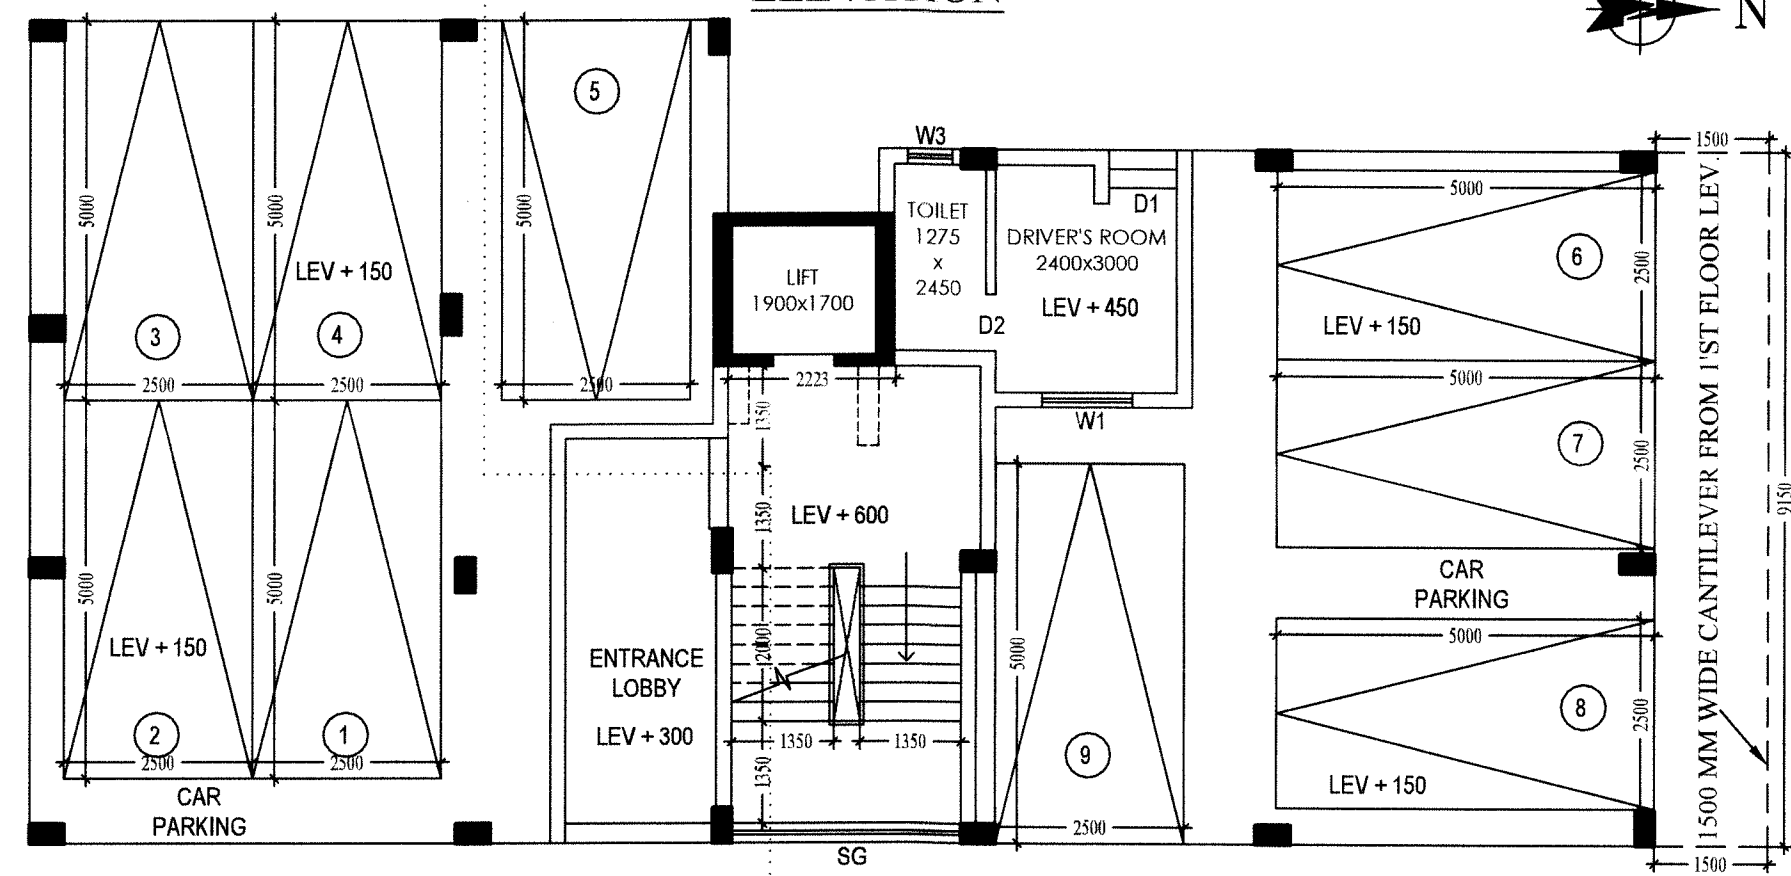 ELEVATION
N
5
W3
1500
5000
5000
5000
5000
TOILET
1275
x
2450
D1
DRIVER'S ROOM
2400x3000
LEV + 450
D2
LIFT
1900x1700
LEV + 150
3
4
2500
2500
2500
2223
W1
6
2500
LEV + 150
5000
7
2500
1350
1350
LEV + 600
9150
1500 MM WIDE CANTILEVER FROM 1'ST FLOOR LEV.
CAR
PARKING
5000
5000
5000
LEV + 150
2000
5000
ENTRANCE
LOBBY
LEV + 300
2
1
2500
2500
1350
1350
1350
9
8
2500
LEV + 150
CAR
PARKING
2500
SG
1500